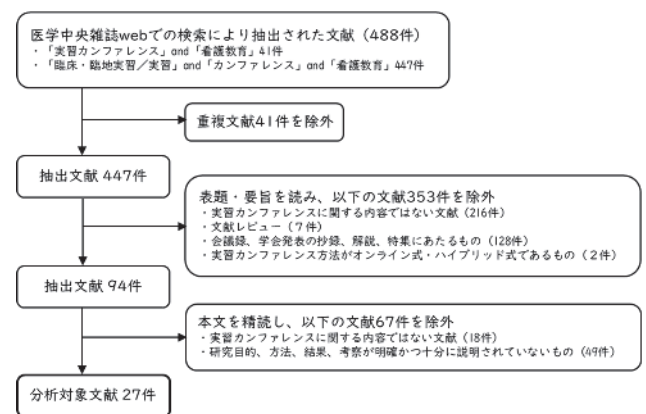 医学中央雑誌webでの検索により抽出された文献（488件）
・「実習カンファレンス」and「看護教育」41件
・「臨床・臨地実習／実習」and「カンファレンス」and「看護教育」447件
重複文献41件を除外
抽出文献 447件
表題・要旨を読み、以下の文献353件を除外
・実習カンファレンスに関する内容ではない文献（216件）
・文献レビュー（7件）
・会議録、学会発表の抄録、解説、特集にあたるもの（128件）
・実習カンファレンス方法がオンライン式・ハイブリッド式であるもの（2件）
抽出文献 94件
本文を精読し、以下の文献67件を除外
・実習カンファレンスに関する内容ではない文献（18件）
・研究目的、方法、結果、考察が明確かつ十分に説明されていないもの（49件）
分析対象文献 27件